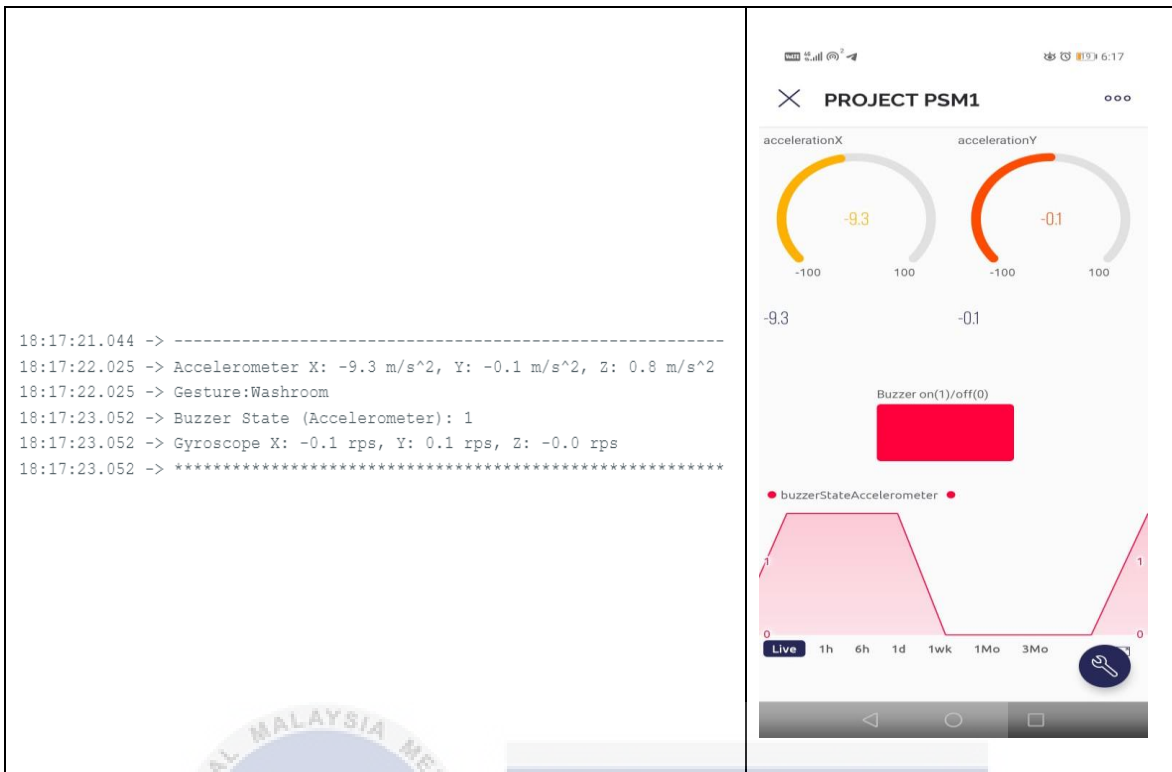 18:17:21.044 -> ---------------------------------------------------------
18:17:22.025 -> Accelerometer X: -9.3 m/s^2, Y: -0.1 m/s^2, Z: 0.8 m/s^2
18:17:22.025 -> Gesture:Washroom
18:17:23.052 -> Buzzer State (Accelerometer): 1
18:17:23.052 -> Gyroscope X: -0.1 rps, Y: 0.1 rps, Z: -0.0 rps
18:17:23.052 -> *********************************************************
19 6:17
PROJECT PSM1
accelerationX accelerationY
-9.3 -0.1
-100 100 -100 100
-9.3 -0.1
Buzzer on(1)/off(0)
buzzerStateAccelerometer
1 1
0 0
Live 1h 6h 1d 1wk 1Mo 3Mo
MALAYSIA